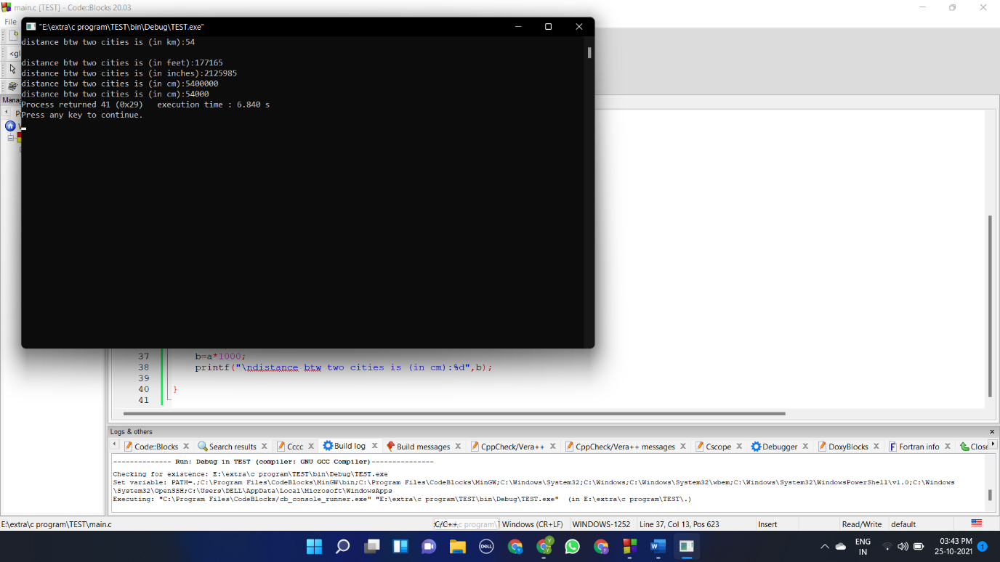 main.c [TEST] - Code::Blocks 20.03
File
"E:\extra\c program\TEST\bin\Debug\TEST.exe"
distance btw two cities is (in km):54
<gl
distance btw two cities is (in feet):177165
distance btw two cities is (in inches):2125985
distance btw two cities is (in cm):5400000
distance btw two cities is (in cm):54000
Mana
Process returned 41 (0x29)   execution time : 6.840 s
P
Press any key to continue.
37 b=a*1000;
38 printf("\ndistance btw two cities is (in cm):%d",b);
39
40 }
41
Logs & others
Code::Blocks Search results Cccc Build log Build messages CppCheck/Vera++ CppCheck/Vera++ messages Cscope Debugger DoxyBlocks Fortran info Close
-------------- Run: Debug in TEST (compiler: GNU GCC Compiler)---------------
Checking for existence: E:\extra\c program\TEST\bin\Debug\TEST.exe
Set variable: PATH=.;C:\Program Files\CodeBlocks\MinGW\bin;C:\Program Files\CodeBlocks\MinGW;C:\Windows\System32;C:\Windows;C:\Windows\System32\wbem;C:\Windows\System32\WindowsPowerShell\v1.0;C:\Windows
\System32\OpenSSH;C:\Users\DELL\AppData\Local\Microsoft\WindowsApps
Executing: "C:\Program Files\CodeBlocks/cb_console_runner.exe" "E:\extra\c program\TEST\bin\Debug\TEST.exe"  (in E:\extra\c program\TEST\.)
E:\extra\c program\TEST\main.c C/C++ Windows (CR+LF) WINDOWS-1252 Line 37, Col 13, Pos 623 Insert Read/Write default
DELL
W
ENG
IN
03:43 PM
25-10-2021
1